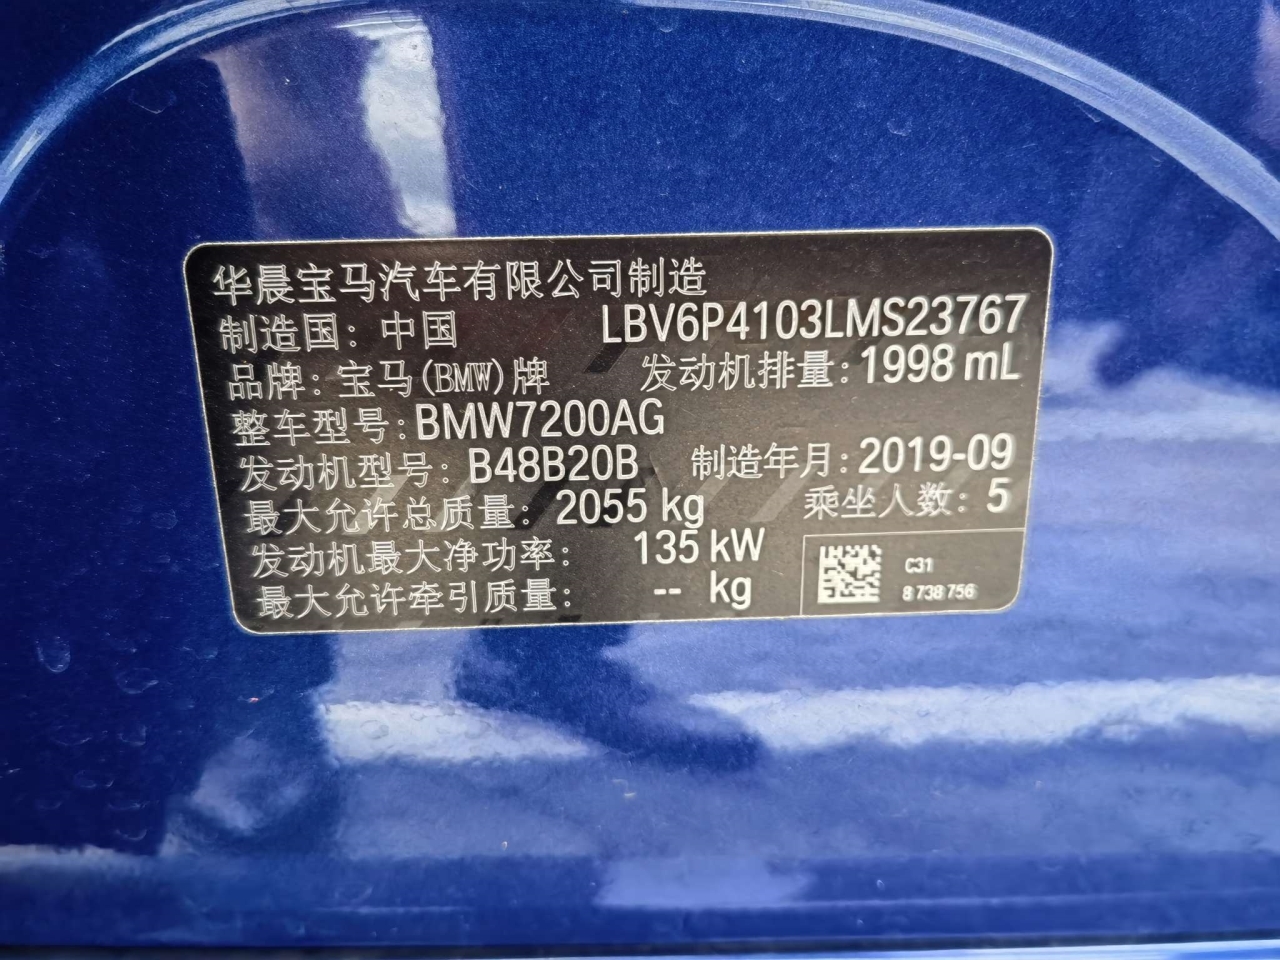 华晨宝马汽车有限公司制造
制造国：中国 LBV6P4103LMS23767
品牌：宝马(BMW)牌 发动机排量：1998 mL
整车型号：BMW7200AG
发动机型号：B48B20B 制造年月：2019-09
最大允许总质量：2055 kg 乘坐人数：5
发动机最大净功率：135 kW
最大允许牵引质量：-- kg
C31
8 738 756